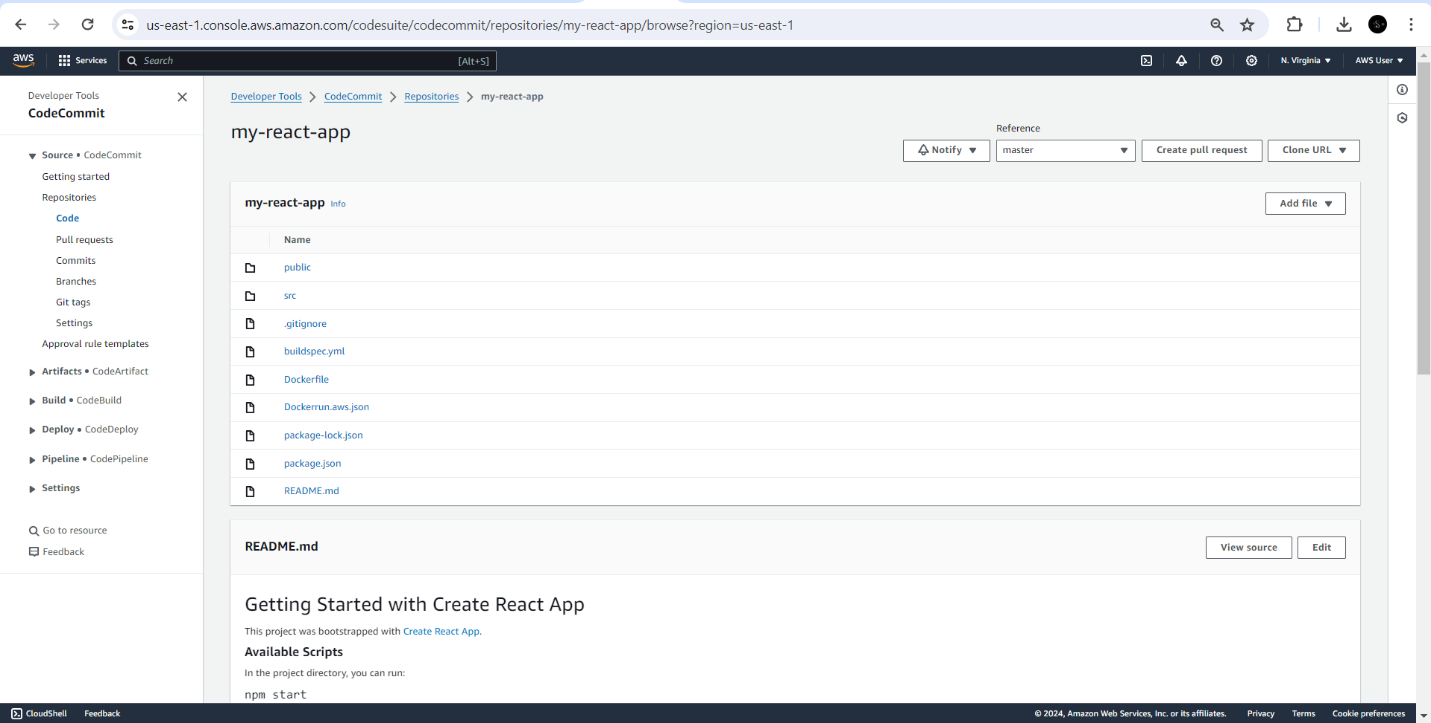 us-east-1.console.aws.amazon.com/codesuite/codecommit/repositories/my-react-app/browse?region=us-east-1
aws Services Search [Alt+S] N. Virginia AWS User
Developer Tools
CodeCommit
Source • CodeCommit
Getting started
Repositories
Code
Pull requests
Commits
Branches
Git tags
Settings
Approval rule templates
Artifacts • CodeArtifact
Build • CodeBuild
Deploy • CodeDeploy
Pipeline • CodePipeline
Settings
Go to resource
Feedback
Developer Tools > CodeCommit > Repositories > my-react-app
my-react-app
Reference
Notify master Create pull request Clone URL
my-react-app Info Add file
Name
public
src
.gitignore
buildspec.yml
Dockerfile
Dockerrun.aws.json
package-lock.json
package.json
README.md
README.md View source Edit
Getting Started with Create React App
This project was bootstrapped with Create React App.
Available Scripts
In the project directory, you can run:
npm start
CloudShell Feedback © 2024, Amazon Web Services, Inc. or its affiliates. Privacy Terms Cookie preferences